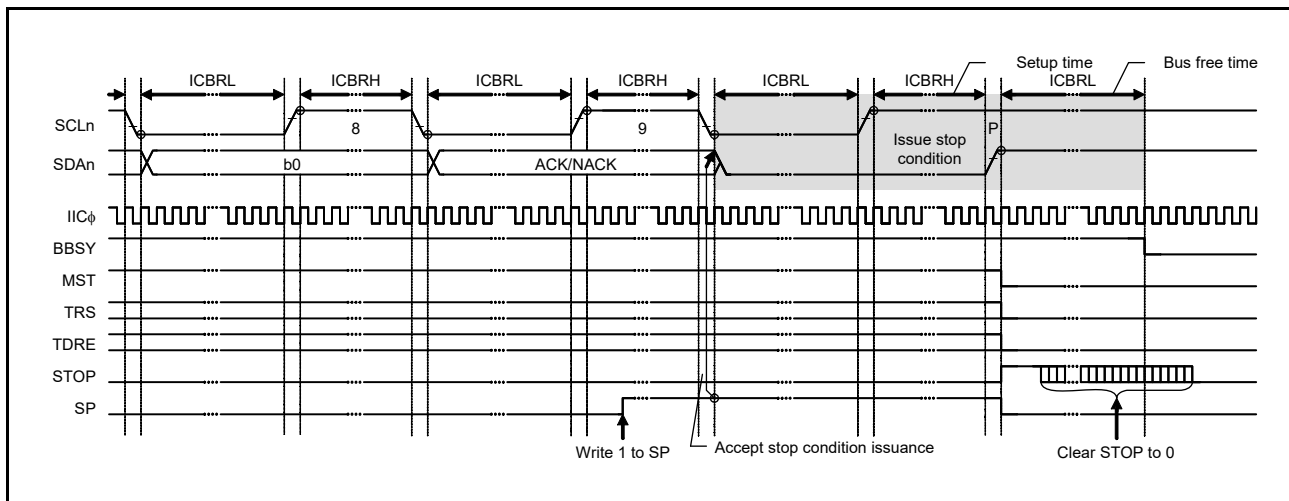 Setup time
Bus free time
ICBRL ICBRH ICBRL ICBRH ICBRL ICBRH ICBRL
SCLn 8 9 P
Issue stop
condition
SDAn b0 ACK/NACK
IICϕ
BBSY
MST
TRS
TDRE
STOP
SP
Write 1 to SP
Accept stop condition issuance
Clear STOP to 0